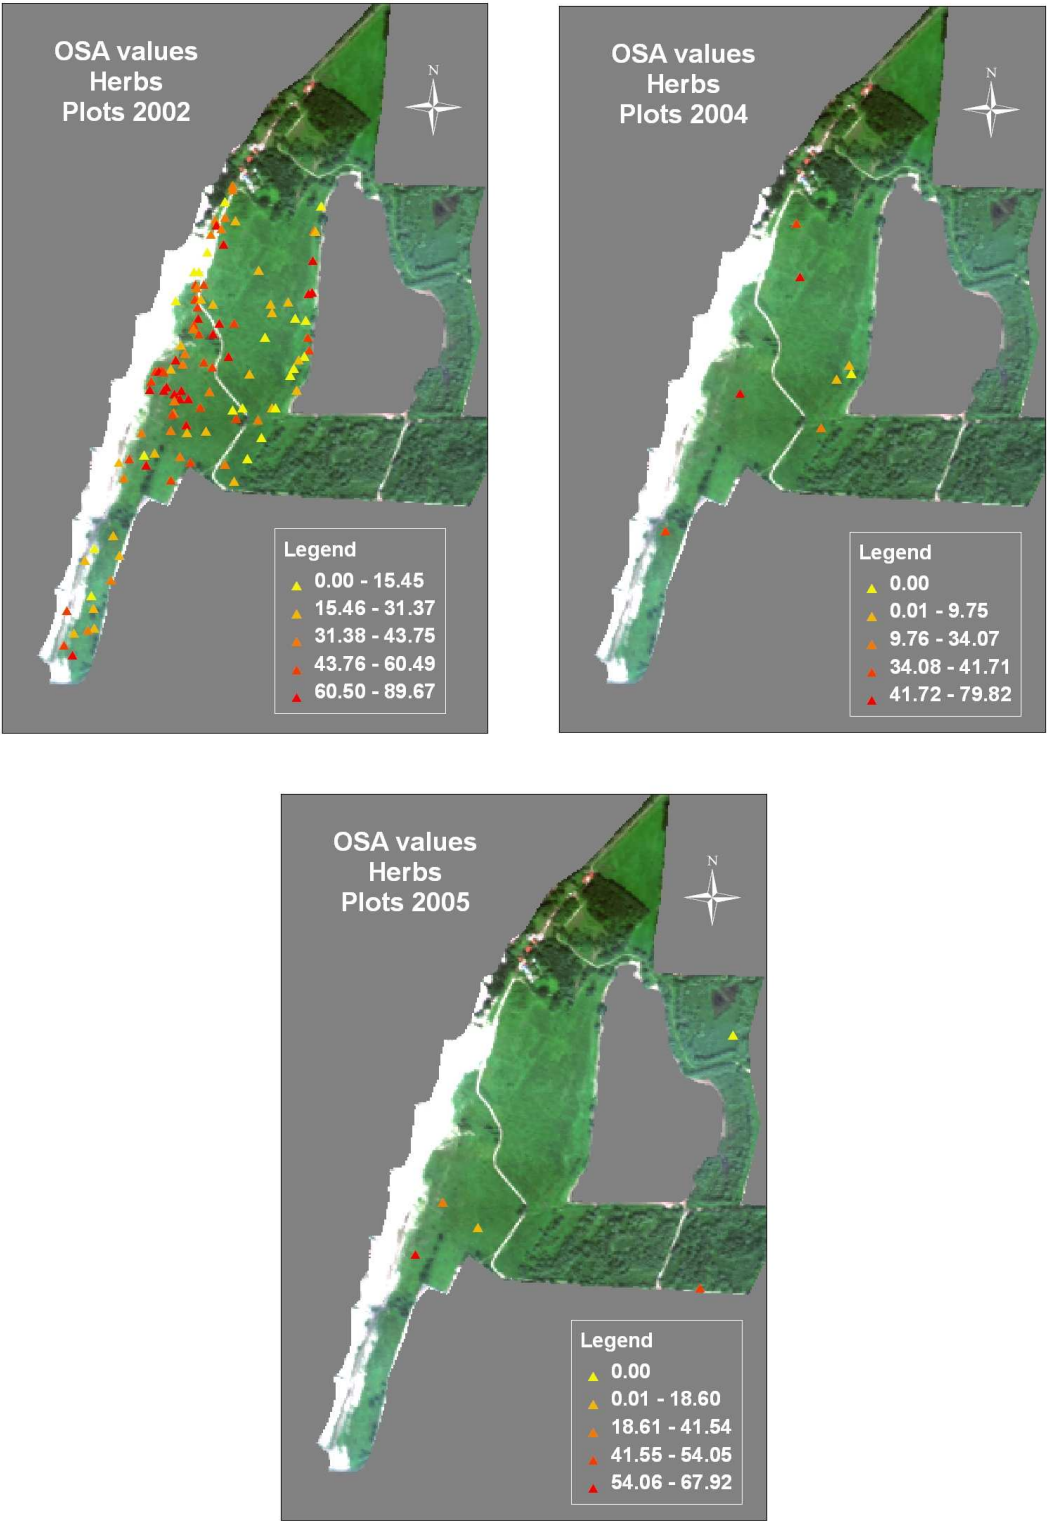 OSA values
Herbs
Plots 2002
N
Legend
0.00 - 15.45
15.46 - 31.37
31.38 - 43.75
43.76 - 60.49
60.50 - 89.67
OSA values
Herbs
Plots 2004
N
Legend
0.00
0.01 - 9.75
9.76 - 34.07
34.08 - 41.71
41.72 - 79.82
OSA values
Herbs
Plots 2005
N
Legend
0.00
0.01 - 18.60
18.61 - 41.54
41.55 - 54.05
54.06 - 67.92